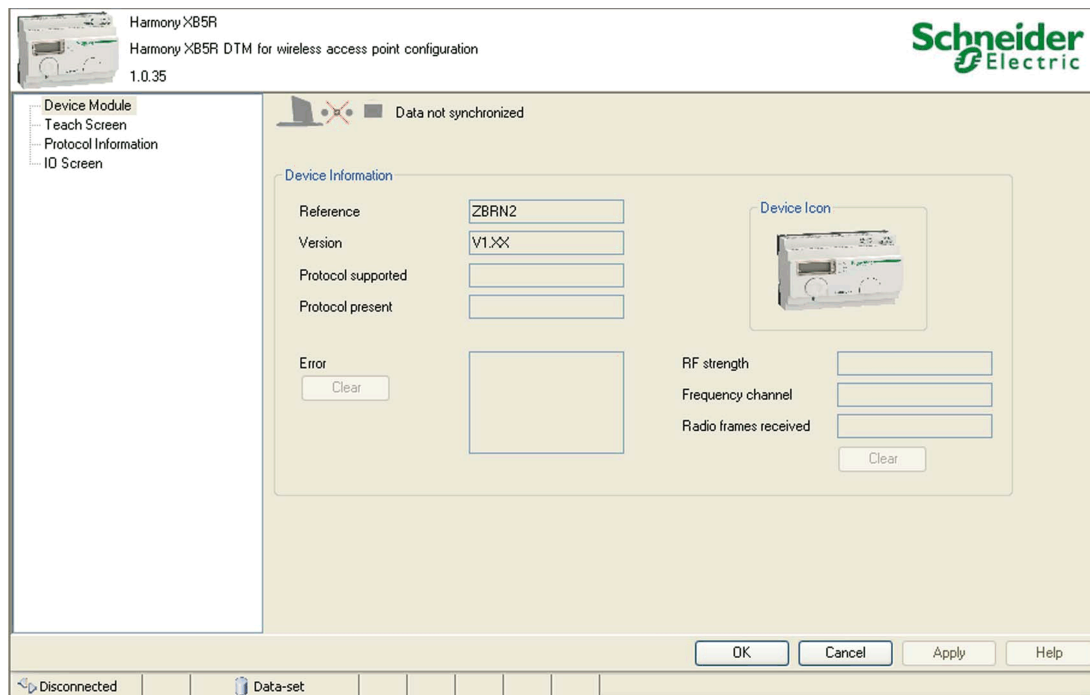 Harmony XB5R
Harmony XB5R DTM for wireless access point configuration
1.0.35
Schneider
Electric
Device Module
Teach Screen
Protocol Information
IO Screen
Data not synchronized
Device Information
Reference
ZBRN2
Version
V1.XX
Protocol supported
Protocol present
Device Icon
Error
Clear
RF strength
Frequency channel
Radio frames received
Clear
OK
Cancel
Apply
Help
Disconnected
Data-set